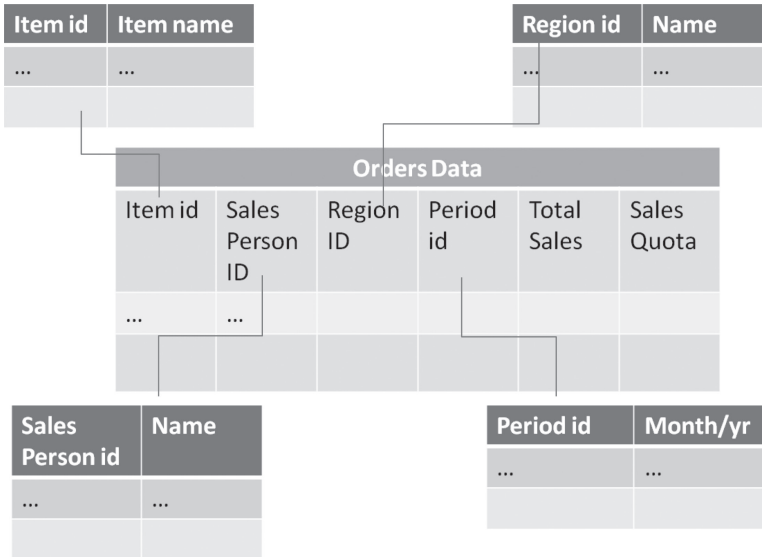 Item id Item name
... ...
Region id Name
... ...
Orders Data
Item id Sales Region Period Total Sales
Person ID id Sales Quota
ID
... ...
Sales Name
Person id
... ...
Period id Month/yr
... ...